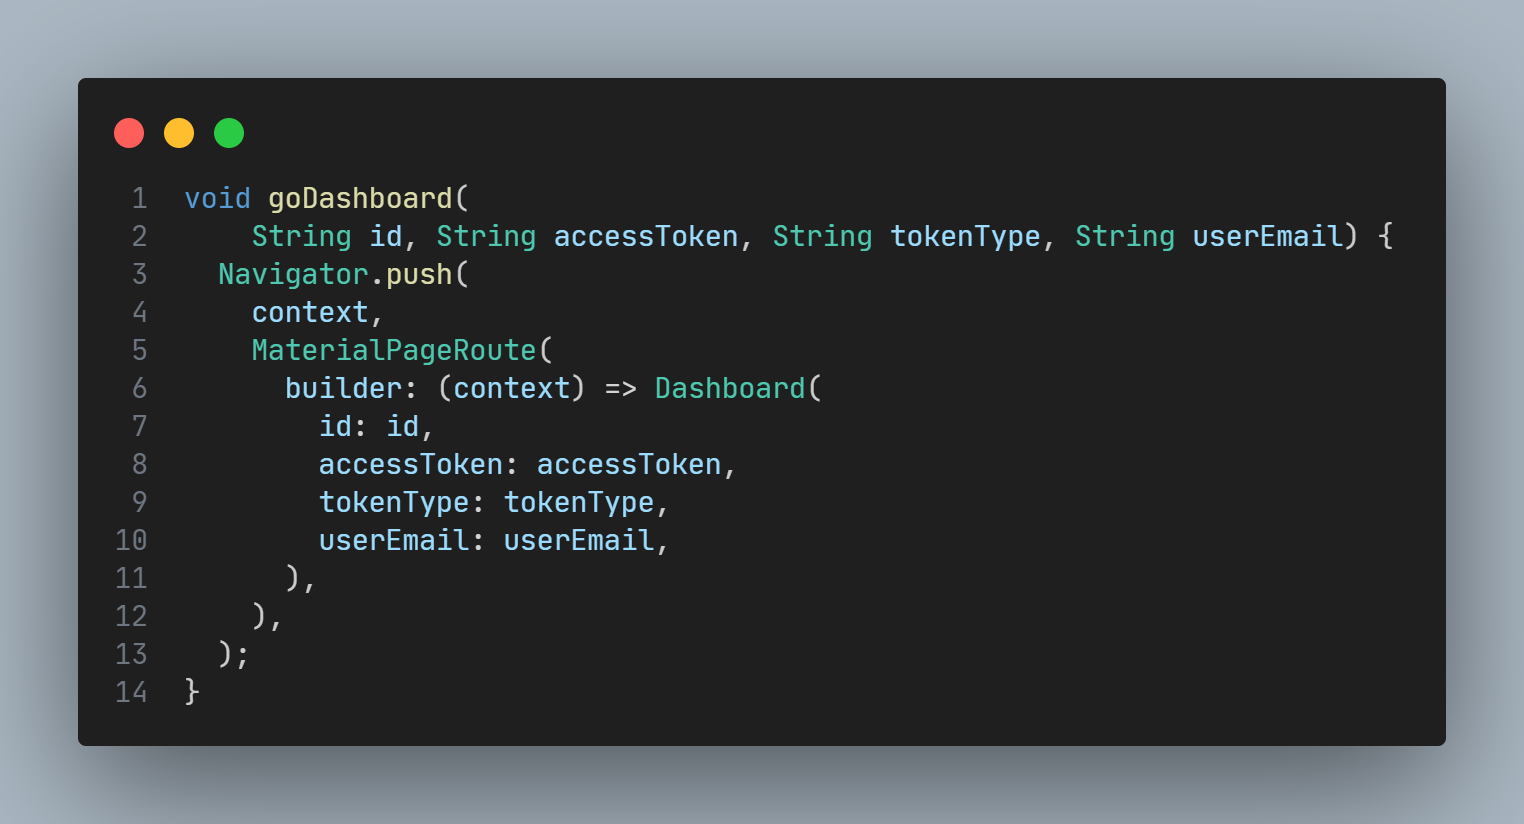 1 void goDashboard(
2     String id, String accessToken, String tokenType, String userEmail) {
3   Navigator.push(
4     context,
5     MaterialPageRoute(
6       builder: (context) => Dashboard(
7         id: id,
8         accessToken: accessToken,
9         tokenType: tokenType,
10         userEmail: userEmail,
11       ),
12     ),
13   );
14 }